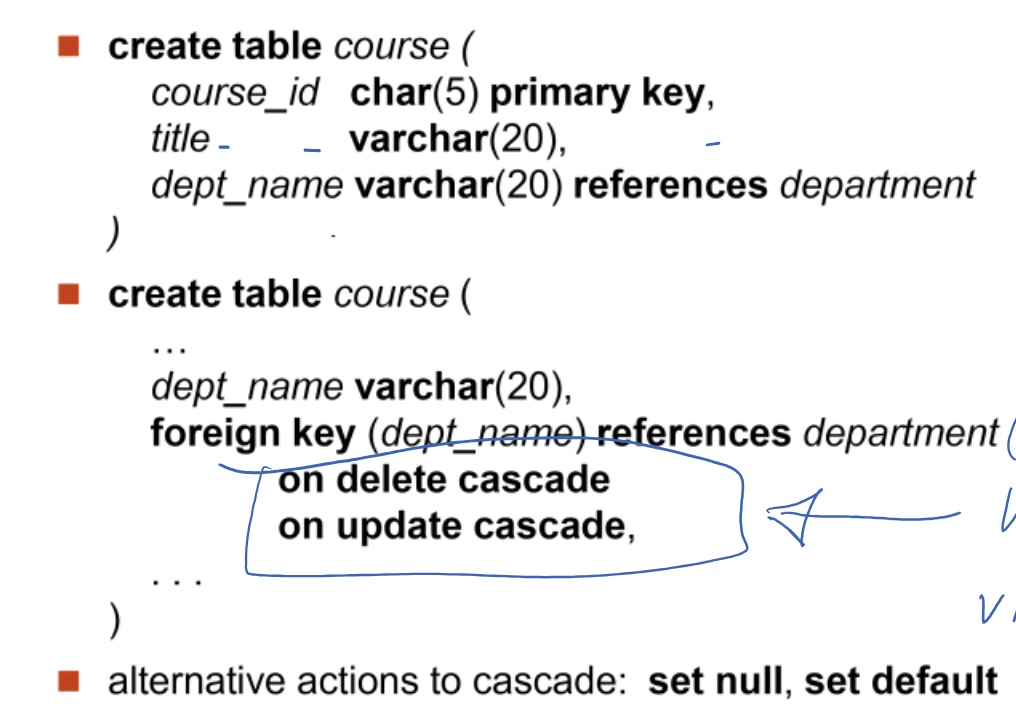 create table course (
course_id char(5) primary key,
title varchar(20),
dept_name varchar(20) references department
)
create table course (
...
dept_name varchar(20),
foreign key (dept_name) references department
on delete cascade
on update cascade,
. . .
)
alternative actions to cascade: set null, set default